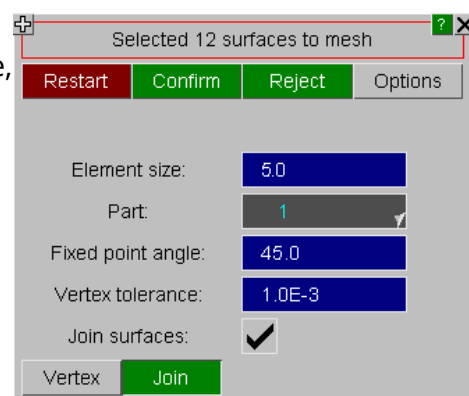 ?
Selected 12 surfaces to mesh
e,
Restart Confirm Reject Options
Element size: 5.0
Part: 1
Fixed point angle: 45.0
Vertex tolerance: 1.0E-3
Join surfaces:
Vertex Join